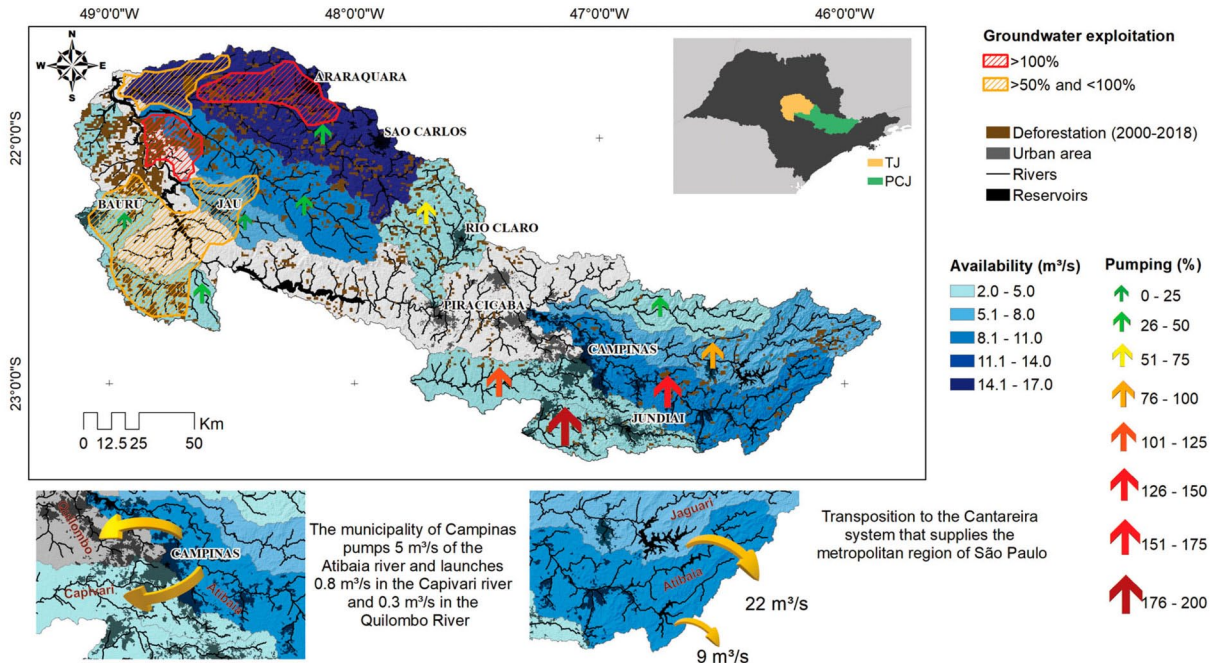 49°0'0"W 48°0'0"W 47°0'0"W 46°0'0"W
22°0'0"S
23°0'0"S
N
W E
S
ARARAQUARA
SAO CARLOS
BAURU
JAU
RIO CLARO
PIRACICABA
CAMPINAS
JUNDIAI
Km
0 12.5 25 50
TJ
PCJ
Groundwater exploitation
>100%
>50% and <100%
Deforestation (2000-2018)
Urban area
Rivers
Reservoirs
Availability (m³/s)
2.0 - 5.0
5.1 - 8.0
8.1 - 11.0
11.1 - 14.0
14.1 - 17.0
Pumping (%)
0 - 25
26 - 50
51 - 75
76 - 100
101 - 125
126 - 150
151 - 175
176 - 200
Quilombo
CAMPINAS
Capivari
Atibaia
The municipality of Campinas
pumps 5 m³/s of the
Atibaia river and launches
0.8 m³/s in the Capivari river
and 0.3 m³/s in the
Quilombo River
Jaguari
Atibaia
22 m³/s
9 m³/s
Transposition to the Cantareira
system that supplies the
metropolitan region of São Paulo